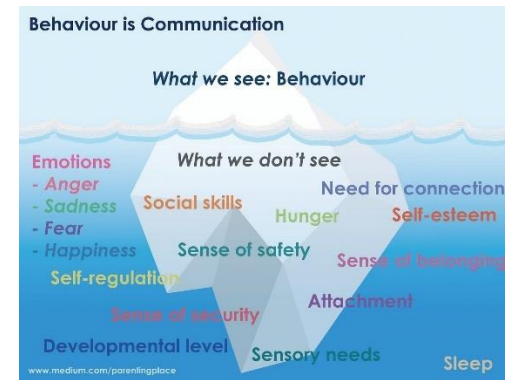 Behaviour is Communication
What we see: Behaviour
What we don't see
Emotions
- Anger
- Sadness
- Fear
- Happiness
Need for connection
Social skills
Hunger
Self-esteem
Sense of safety
Sense of belonging
Self-regulation
Attachment
Sense of security
Developmental level
Sensory needs
Sleep
www.medium.com/parentingplace